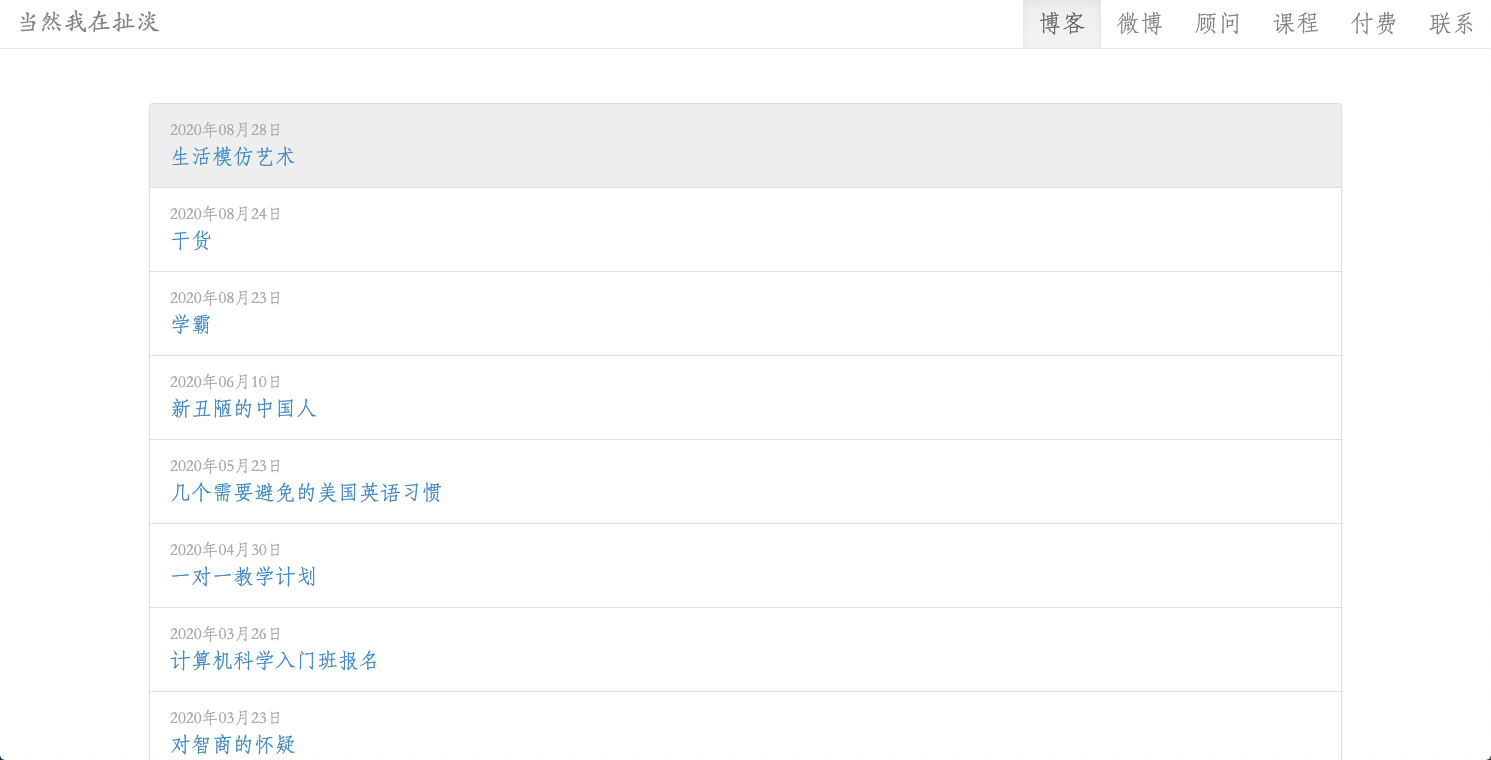 当然我在扯淡 博客 微博 顾问 课程 付费 联系
2020年08月28日
生活模仿艺术
2020年08月24日
干货
2020年08月23日
学霸
2020年06月10日
新丑陋的中国人
2020年05月23日
几个需要避免的美国英语习惯
2020年04月30日
一对一教学计划
2020年03月26日
计算机科学入门班报名
2020年03月23日
对智商的怀疑